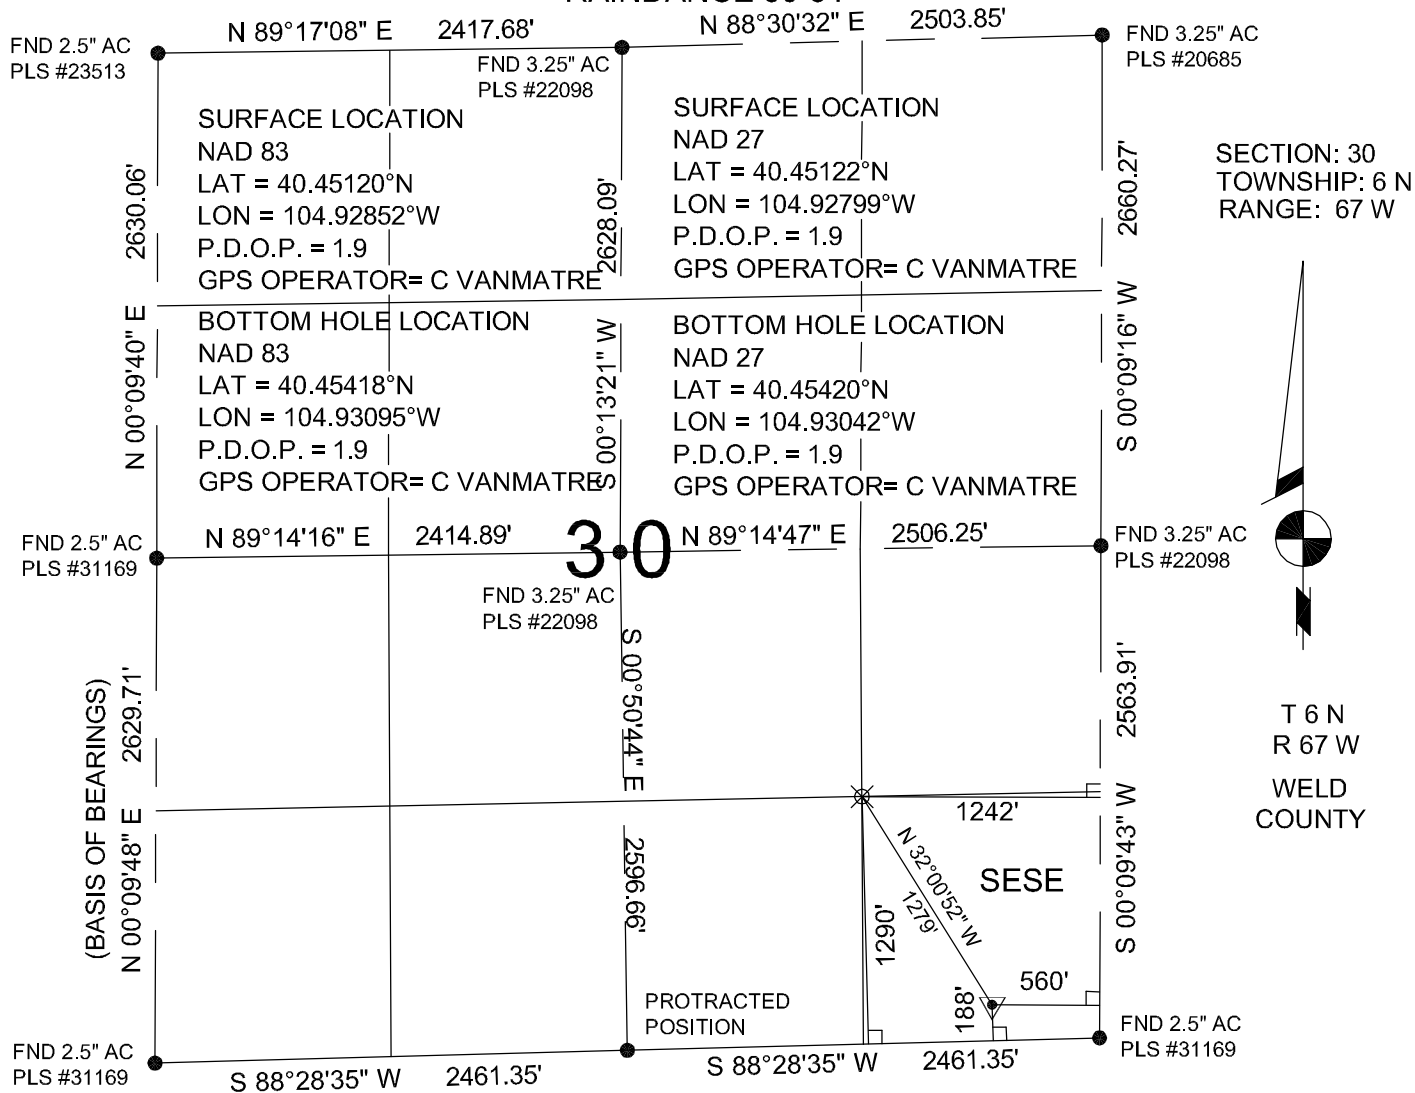 N 89°17'08" E 2417.68'
N 88°30'32" E 2503.85'
FND 2.5" AC
PLS #23513
FND 3.25" AC
PLS #22098
FND 3.25" AC
PLS #20685
SURFACE LOCATION
NAD 83
LAT = 40.45120°N
LON = 104.92852°W
P.D.O.P. = 1.9
GPS OPERATOR= C VANMATRE
SURFACE LOCATION
NAD 27
LAT = 40.45122°N
LON = 104.92799°W
P.D.O.P. = 1.9
GPS OPERATOR= C VANMATRE
SECTION: 30
TOWNSHIP: 6 N
RANGE: 67 W
N 00°09'40" E 2630.06'
S 00°13'21" W 2628.09'
S 00°09'16" W 2660.27'
BOTTOM HOLE LOCATION
NAD 83
LAT = 40.45418°N
LON = 104.93095°W
P.D.O.P. = 1.9
GPS OPERATOR= C VANMATRE
BOTTOM HOLE LOCATION
NAD 27
LAT = 40.45420°N
LON = 104.93042°W
P.D.O.P. = 1.9
GPS OPERATOR= C VANMATRE
N 89°14'16" E 2414.89'
30
N 89°14'47" E 2506.25'
FND 2.5" AC
PLS #31169
FND 3.25" AC
PLS #22098
FND 3.25" AC
PLS #22098
(BASIS OF BEARINGS)
N 00°09'48" E 2629.71'
S 00°50'44" E 2596.66'
S 00°09'43" W 2563.91'
T 6 N
R 67 W
WELD
COUNTY
1242'
N 32°00'52" W
1279'
SESE
1290'
560'
188'
PROTRACTED
POSITION
FND 2.5" AC
PLS #31169
FND 2.5" AC
PLS #31169
S 88°28'35" W 2461.35'
S 88°28'35" W 2461.35'